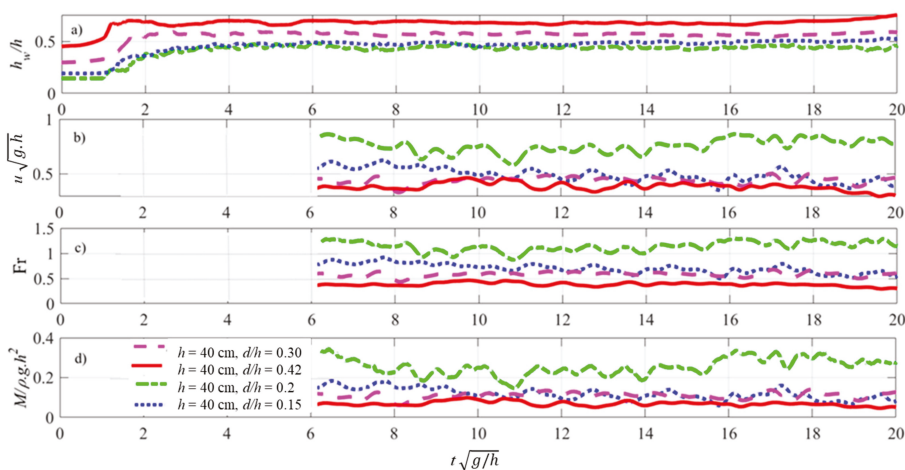 a)
h_w/h
0.5
0
0 2 4 6 8 10 12 14 16 18 20
b)
u √g.h
1
0.5
0 2 4 6 8 10 12 14 16 18 20
c)
Fr
1.5
1
0.5
0
0 2 4 6 8 10 12 14 16 18 20
d)
M/ρ.g.h²
0.4
0.2
0
h = 40 cm, d/h = 0.30
h = 40 cm, d/h = 0.42
h = 40 cm, d/h = 0.2
h = 40 cm, d/h = 0.15
0 2 4 6 8 10 12 14 16 18 20
t√g/h